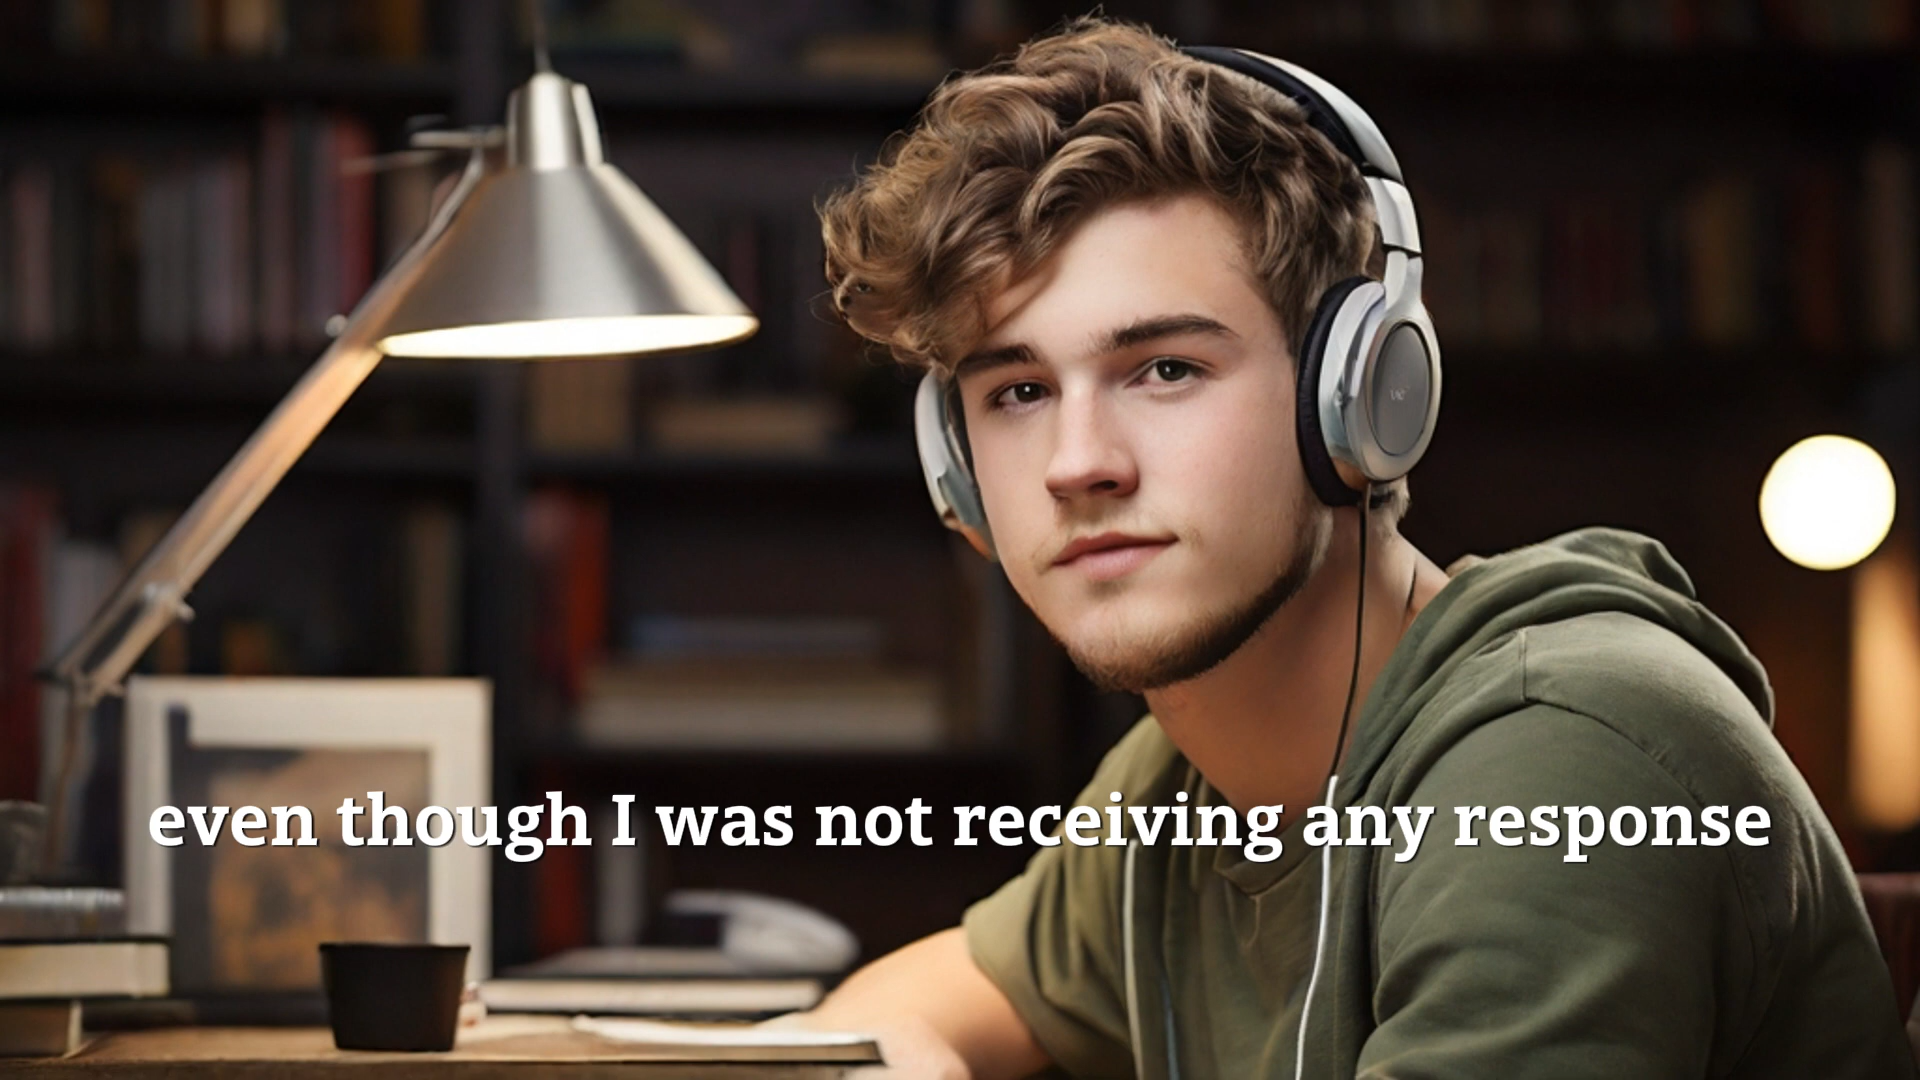 even though I was not receiving any response